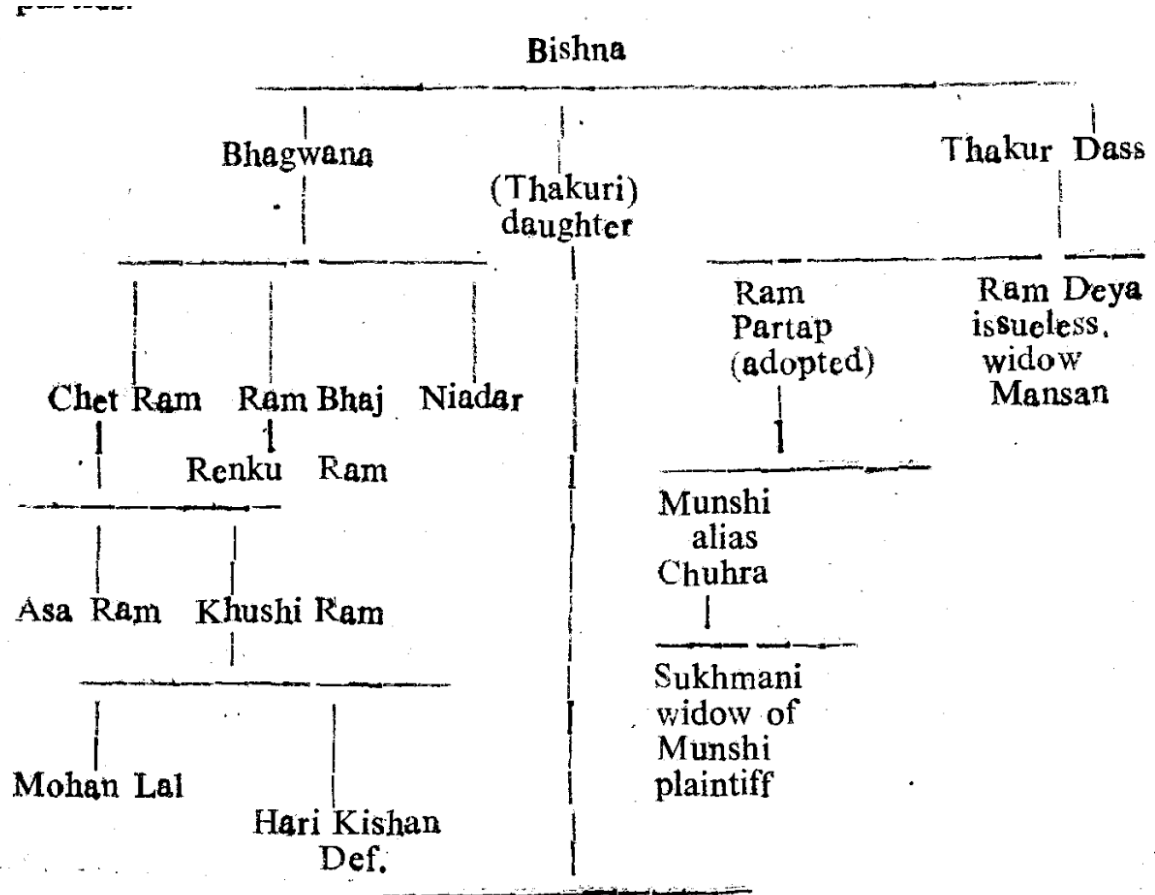 Bishna
Bhagwana
(Thakuri)
daughter
Thakur Dass
Chet Ram Ram Bhaj Niadar
Renku Ram
Ram
Partap
(adopted)
Ram Deya
issueless.
widow
Mansan
Asa Ram Khushi Ram
Munshi
alias
Chuhra
Mohan Lal
Hari Kishan
Def.
Sukhmani
widow of
Munshi
plaintiff